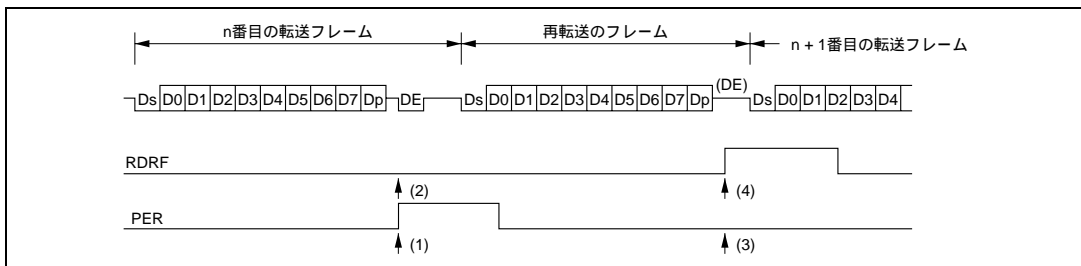 n番目の転送フレーム
再転送のフレーム
n + 1番目の転送フレーム
Ds D0 D1 D2 D3 D4 D5 D6 D7 Dp DE Ds D0 D1 D2 D3 D4 D5 D6 D7 Dp (DE) Ds D0 D1 D2 D3 D4
RDRF
(2) (4)
PER
(1) (3)